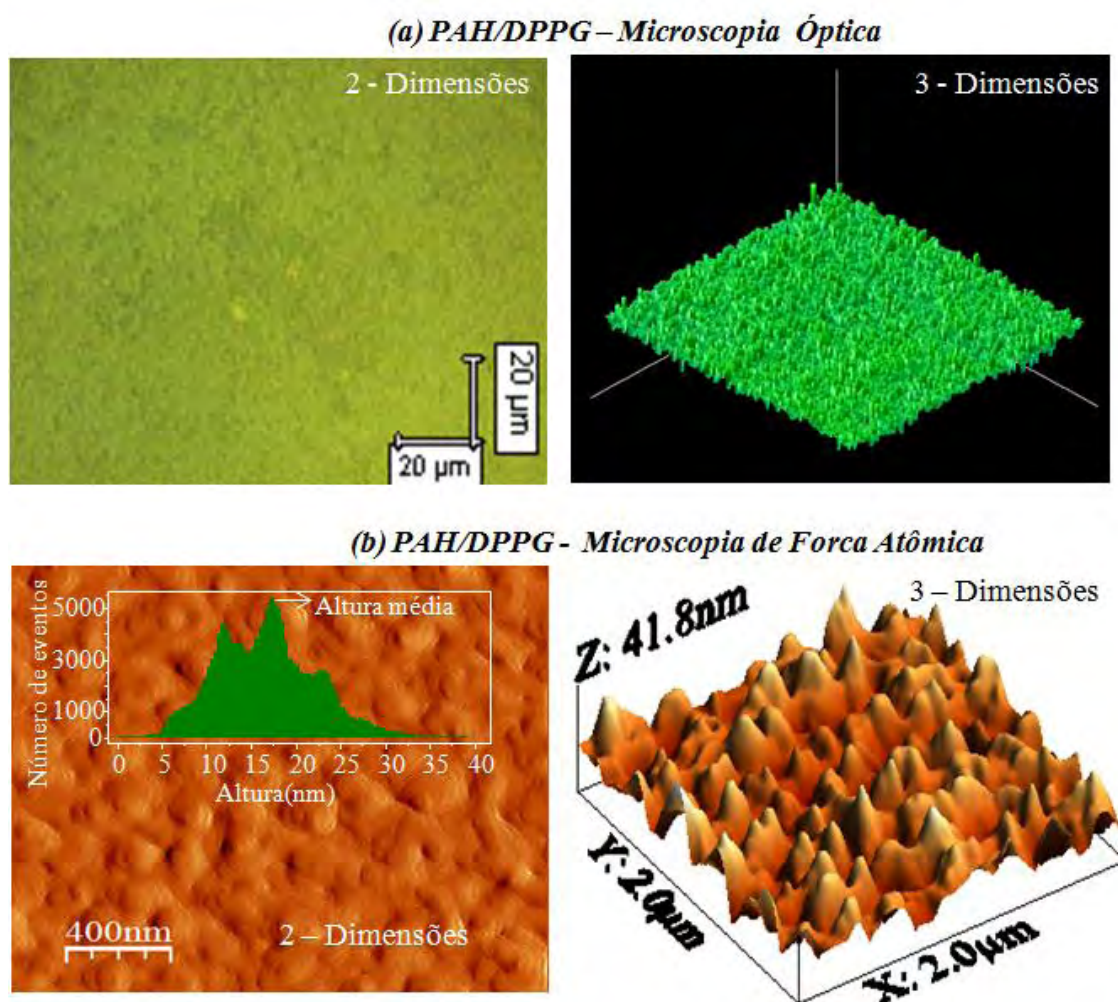 (a) PAH/DPPG – Microscopia Óptica
2 - Dimensões
3 - Dimensões
20 µm
20 µm
(b) PAH/DPPG - Microscopia de Forca Atômica
Número de eventos
5000
3000
1000
0
Altura média
0 5 10 15 20 25 30 35 40
Altura(nm)
400nm
2 – Dimensões
3 – Dimensões
Z: 41.8nm
Y: 2.0µm
X: 2.0µm